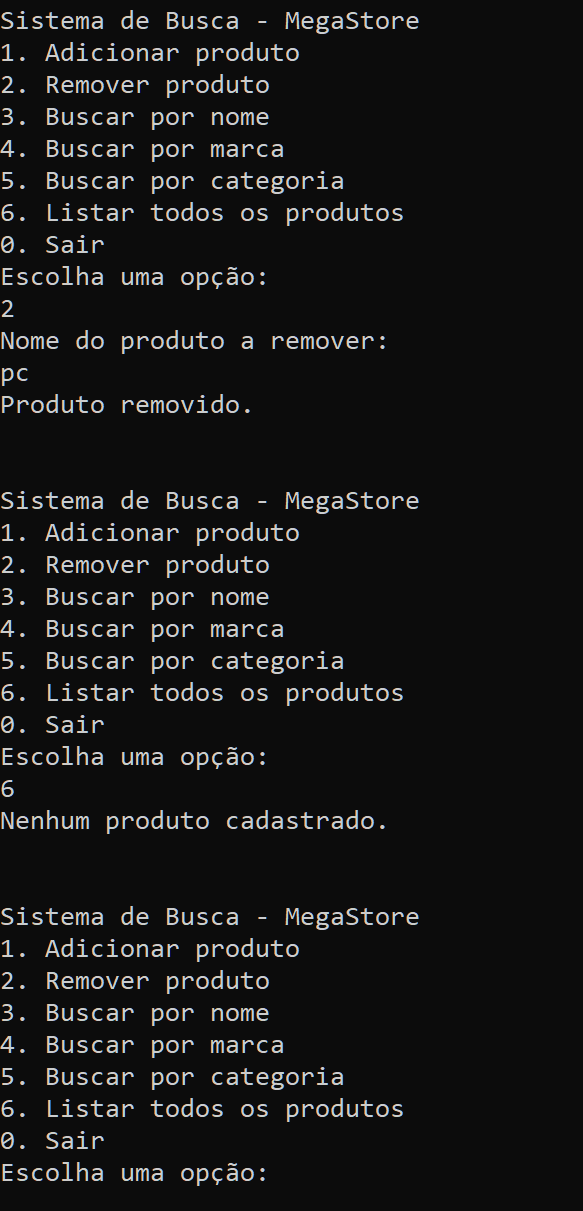 Sistema de Busca - MegaStore
1. Adicionar produto
2. Remover produto
3. Buscar por nome
4. Buscar por marca
5. Buscar por categoria
6. Listar todos os produtos
0. Sair
Escolha uma opção:
2
Nome do produto a remover:
pc
Produto removido.
Sistema de Busca - MegaStore
1. Adicionar produto
2. Remover produto
3. Buscar por nome
4. Buscar por marca
5. Buscar por categoria
6. Listar todos os produtos
0. Sair
Escolha uma opção:
6
Nenhum produto cadastrado.
Sistema de Busca - MegaStore
1. Adicionar produto
2. Remover produto
3. Buscar por nome
4. Buscar por marca
5. Buscar por categoria
6. Listar todos os produtos
0. Sair
Escolha uma opção: